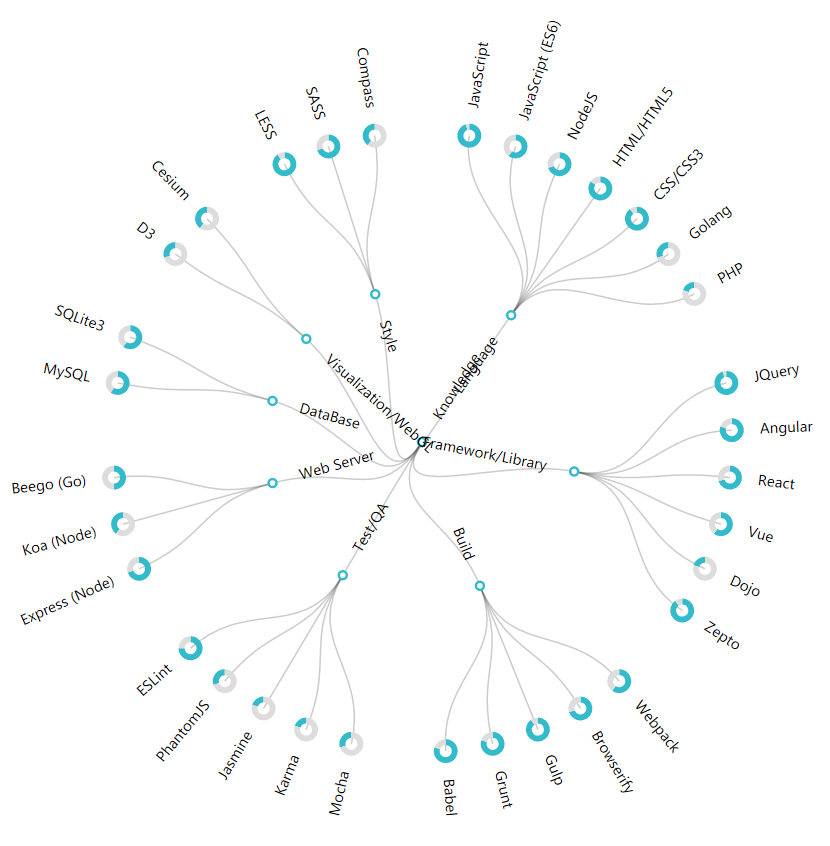 JavaScript
JavaScript (ES6)
NodeJS
HTML/HTML5
CSS/CSS3
Golang
PHP
Language
Knowledge
JQuery
Angular
React
Vue
Dojo
Zepto
Framework/Library
Webpack
Browserify
Gulp
Grunt
Babel
Build
Mocha
Karma
Jasmine
PhantomJS
ESLint
Test/QA
Express (Node)
Koa (Node)
Beego (Go)
Web Server
MySQL
SQLite3
DataBase
D3
Cesium
Visualization/WebGL
LESS
SASS
Compass
Style